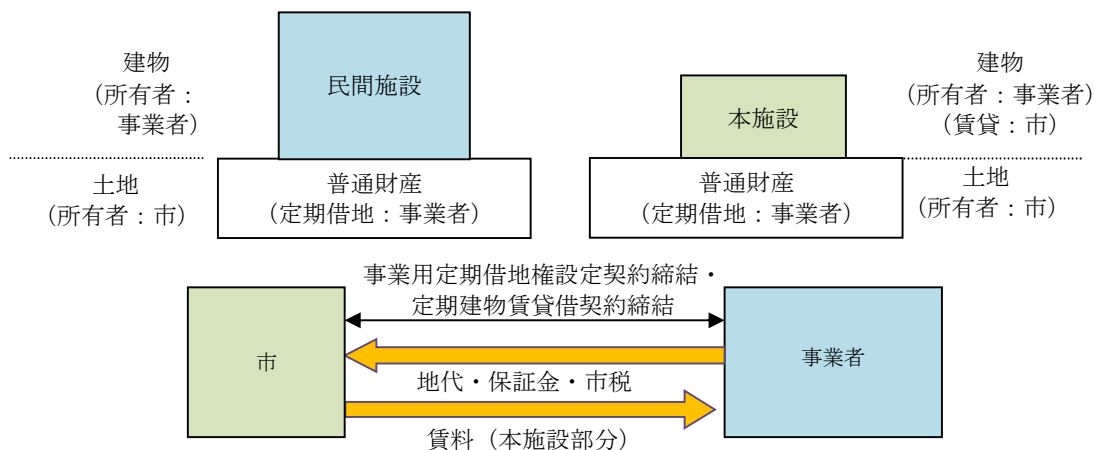 建物
(所有者:
事業者)
民間施設
本施設
建物
(所有者:事業者)
(賃貸:市)
土地
(所有者:市)
普通財産
(定期借地:事業者)
普通財産
(定期借地:事業者)
土地
(所有者:市)
事業用定期借地権設定契約締結・
定期建物賃貸借契約締結
市
事業者
地代・保証金・市税
賃料(本施設部分)